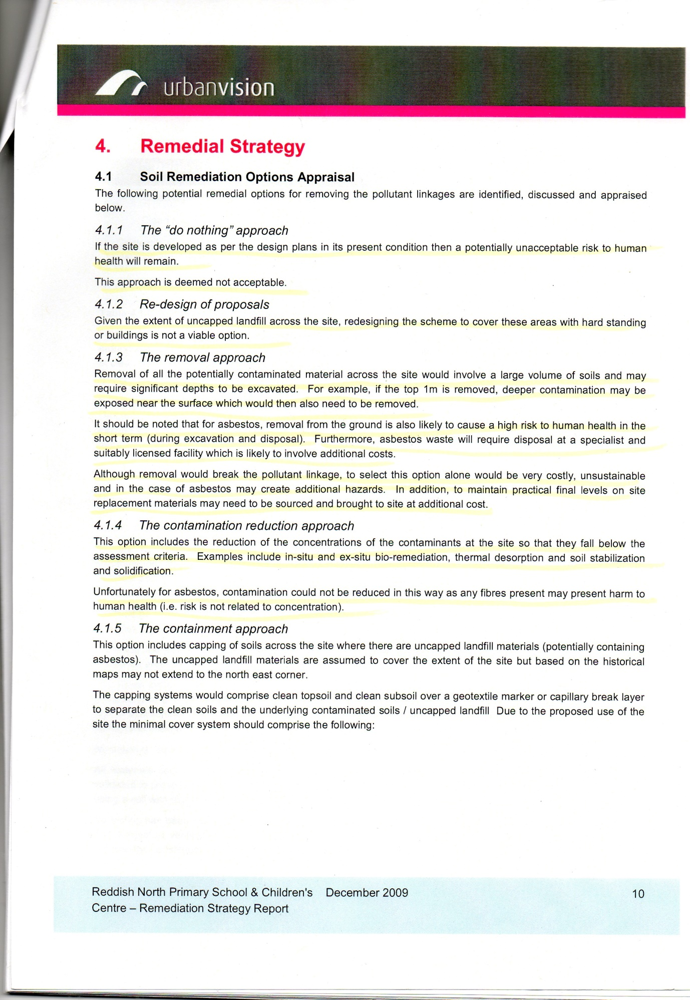 urbanvision
4. Remedial Strategy
4.1 Soil Remediation Options Appraisal
The following potential remedial options for removing the pollutant linkages are identified, discussed and appraised
below.
4.1.1 The “do nothing” approach
If the site is developed as per the design plans in its present condition then a potentially unacceptable risk to human
health will remain.
This approach is deemed not acceptable.
4.1.2 Re-design of proposals
Given the extent of uncapped landfill across the site, redesigning the scheme to cover these areas with hard standing
or buildings is not a viable option.
4.1.3 The removal approach
Removal of all the potentially contaminated material across the site would involve a large volume of soils and may
require significant depths to be excavated. For example, if the top 1m is removed, deeper contamination may be
exposed near the surface which would then also need to be removed.
It should be noted that for asbestos, removal from the ground is also likely to cause a high risk to human health in the
short term (during excavation and disposal). Furthermore, asbestos waste will require disposal at a specialist and
suitably licensed facility which is likely to involve additional costs.
Although removal would break the pollutant linkage, to select this option alone would be very costly, unsustainable
and in the case of asbestos may create additional hazards. In addition, to maintain practical final levels on site
replacement materials may need to be sourced and brought to site at additional cost.
4.1.4 The contamination reduction approach
This option includes the reduction of the concentrations of the contaminants at the site so that they fall below the
assessment criteria. Examples include in-situ and ex-situ bio-remediation, thermal desorption and soil stabilization
and solidification.
Unfortunately for asbestos, contamination could not be reduced in this way as any fibres present may present harm to
human health (i.e. risk is not related to concentration).
4.1.5 The containment approach
This option includes capping of soils across the site where there are uncapped landfill materials (potentially containing
asbestos). The uncapped landfill materials are assumed to cover the extent of the site but based on the historical
maps may not extend to the north east corner.
The capping systems would comprise clean topsoil and clean subsoil over a geotextile marker or capillary break layer
to separate the clean soils and the underlying contaminated soils / uncapped landfill Due to the proposed use of the
site the minimal cover system should comprise the following:
Reddish North Primary School & Children's December 2009 10
Centre – Remediation Strategy Report